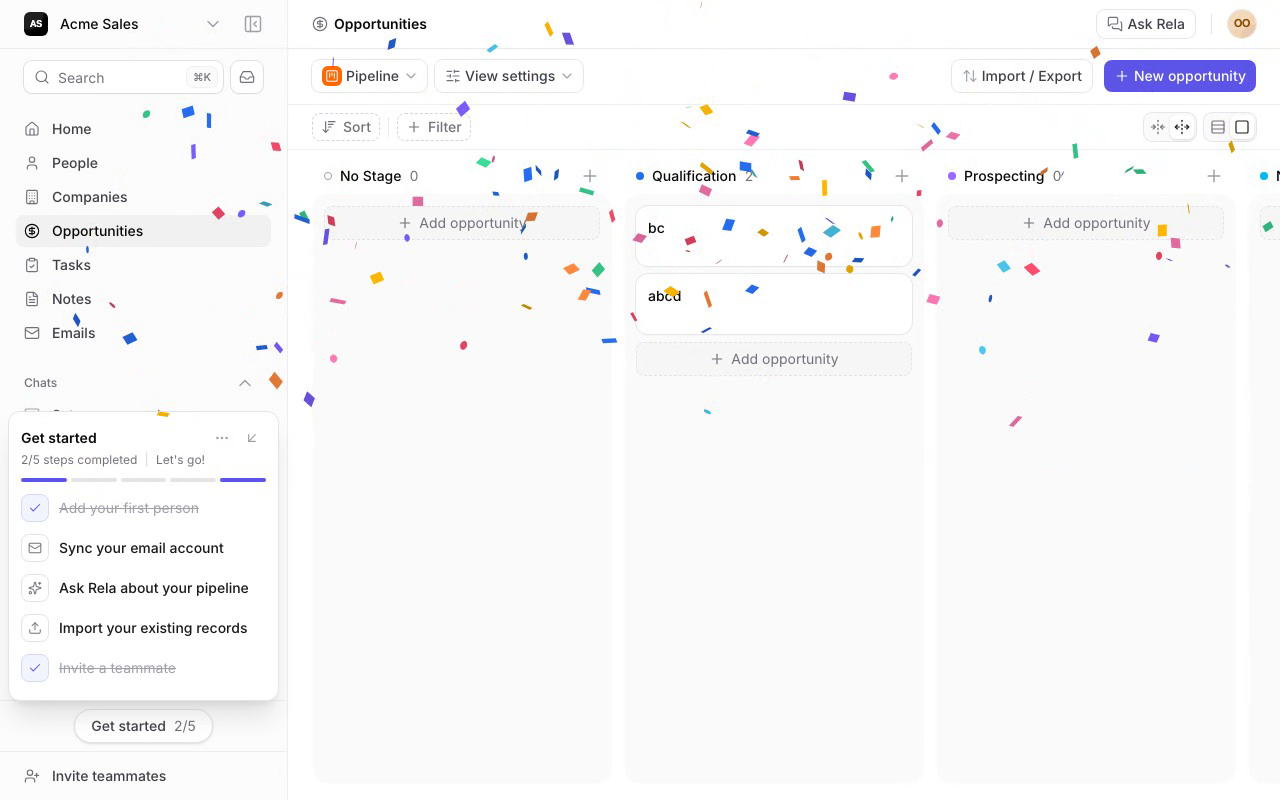 AS Acme Sales
Opportunities
Ask Rela
OO
Search ⌘K
Pipeline
View settings
Import / Export
New opportunity
Sort
Filter
Home
People
Companies
Opportunities
Tasks
Notes
Emails
Chats
No Stage 0
Add opportunity
Qualification 2
bc
abcd
Add opportunity
Prospecting 0
Add opportunity
Get started
2/5 steps completed
Let's go!
Add your first person
Sync your email account
Ask Rela about your pipeline
Import your existing records
Invite a teammate
Get started 2/5
Invite teammates